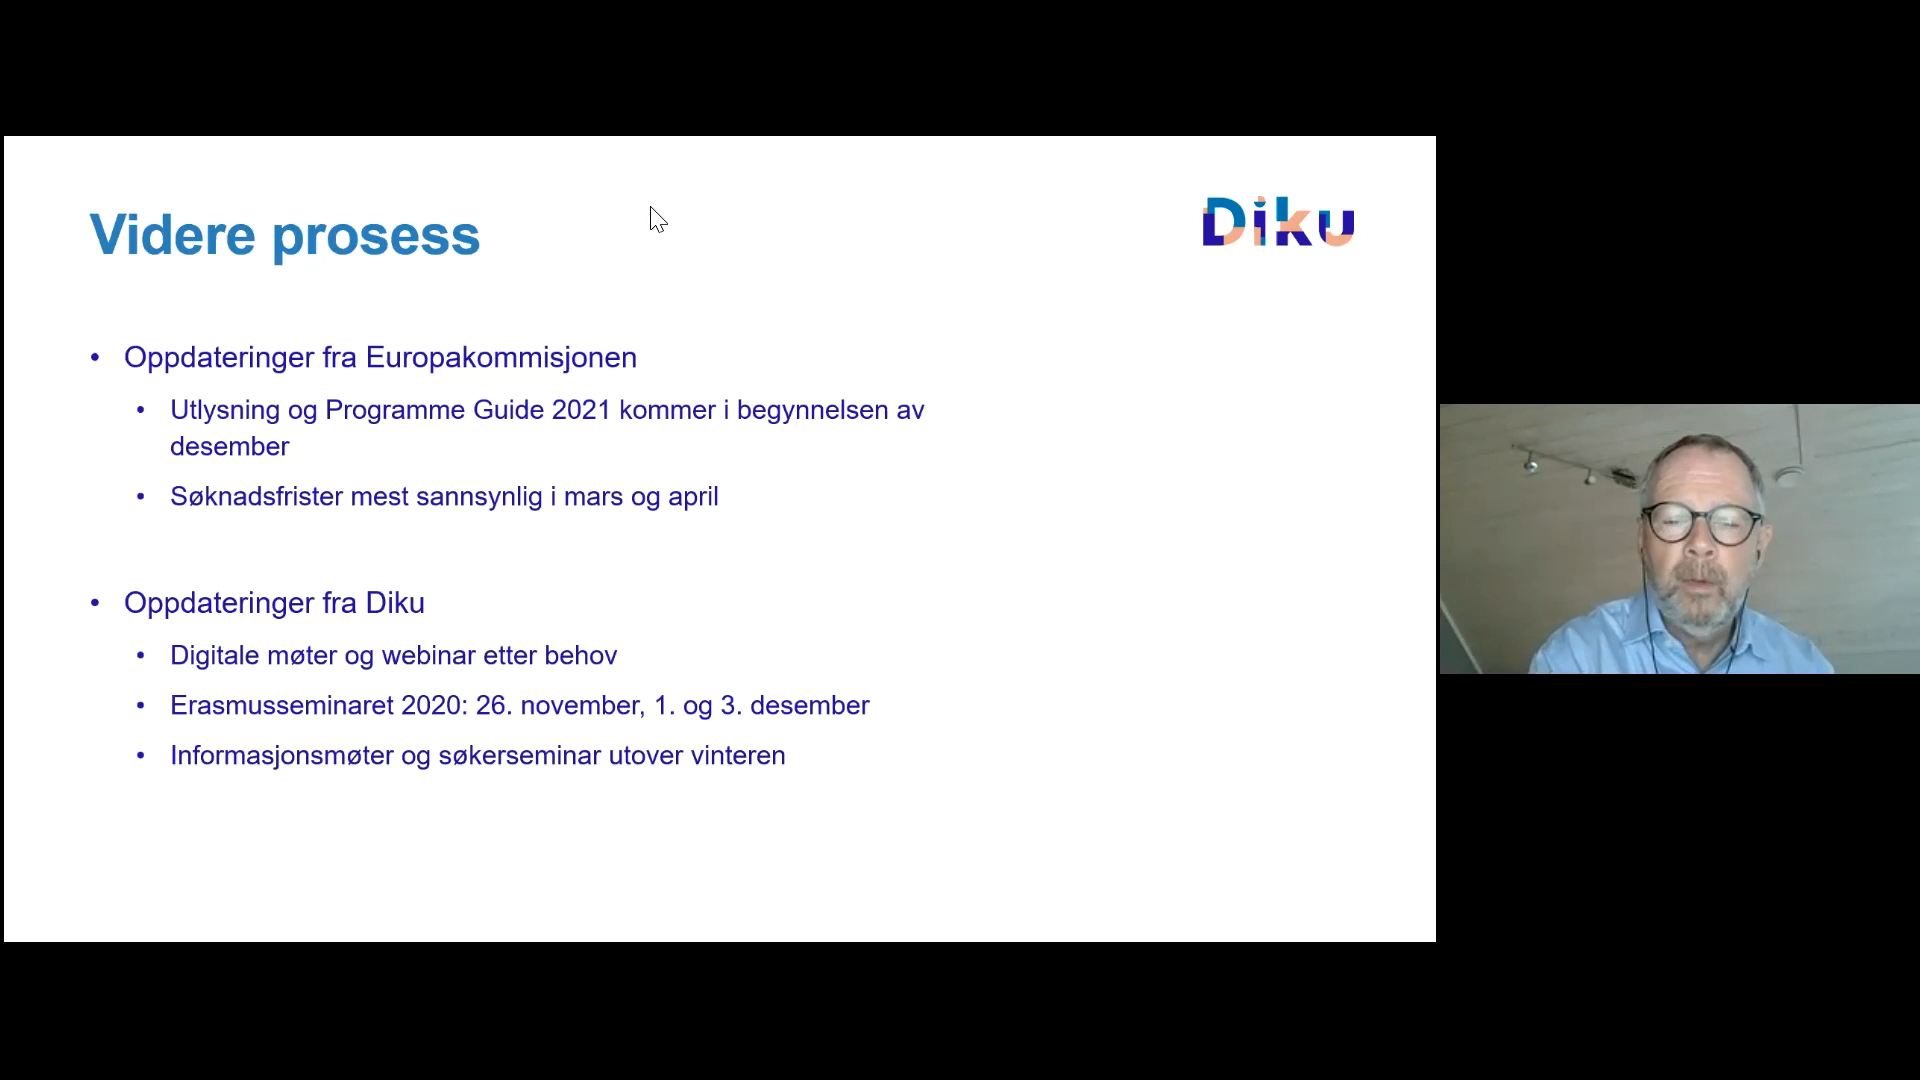 Videre prosess
Diku
• Oppdateringer fra Europakommisjonen
• Utlysning og Programme Guide 2021 kommer i begynnelsen av
desember
• Søknadsfrister mest sannsynlig i mars og april
• Oppdateringer fra Diku
• Digitale møter og webinar etter behov
• Erasmusseminaret 2020: 26. november, 1. og 3. desember
• Informasjonsmøter og søkerseminar utover vinteren